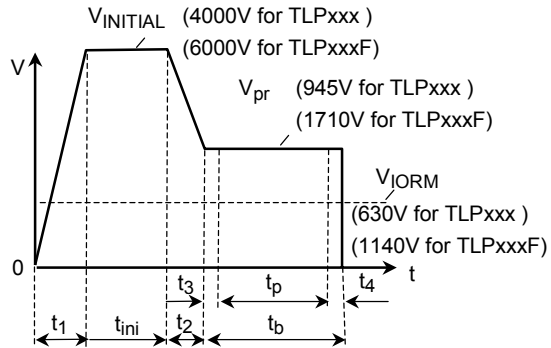 VINITIAL (4000V for TLPxxx )
(6000V for TLPxxxF)
V
Vpr (945V for TLPxxx )
(1710V for TLPxxxF)
VIORM
(630V for TLPxxx )
(1140V for TLPxxxF)
0
t
t3 tp t4
t1 tini t2 tb